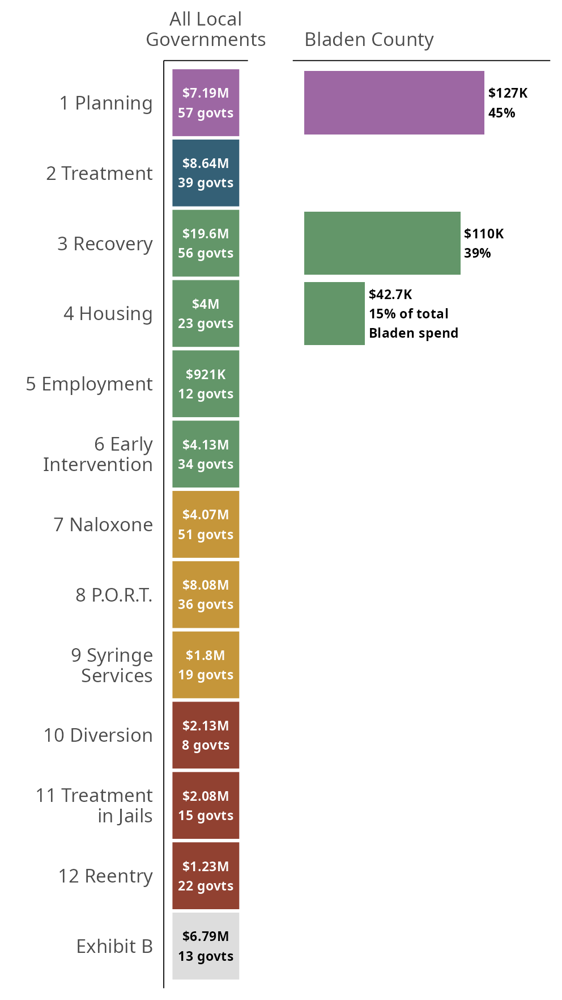 All Local
Governments
Bladen County
1 Planning
$7.19M
57 govts
$127K
45%
2 Treatment
$8.64M
39 govts
3 Recovery
$19.6M
56 govts
$110K
39%
4 Housing
$4M
23 govts
$42.7K
15% of total
Bladen spend
5 Employment
$921K
12 govts
6 Early
Intervention
$4.13M
34 govts
7 Naloxone
$4.07M
51 govts
8 P.O.R.T.
$8.08M
36 govts
9 Syringe
Services
$1.8M
19 govts
10 Diversion
$2.13M
8 govts
11 Treatment
in Jails
$2.08M
15 govts
12 Reentry
$1.23M
22 govts
Exhibit B
$6.79M
13 govts